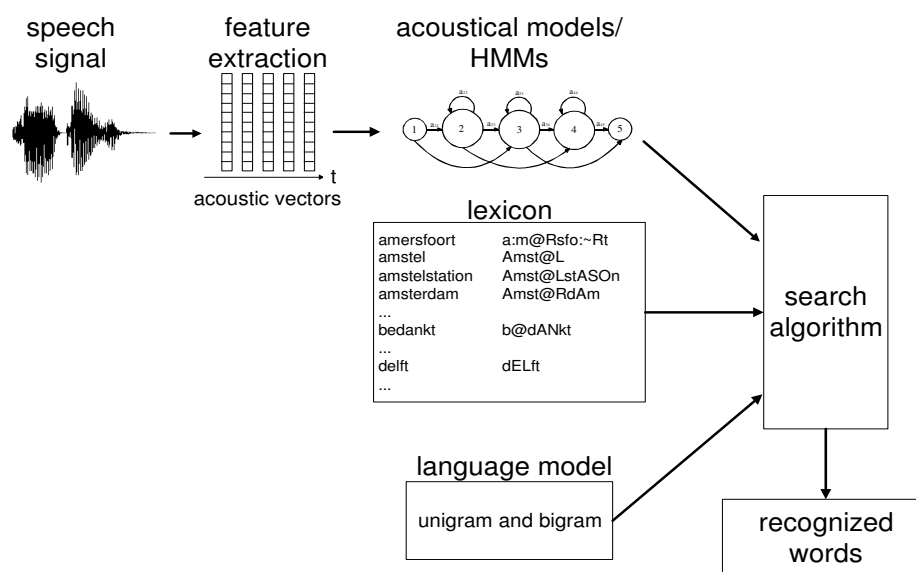 speech
signal
feature
extraction
acoustical models/
HMMs
1
2
3
4
5
t
acoustic vectors
lexicon
amersfoort a:m@Rsfo:~Rt
amstel Amst@L
amstelstation Amst@LstASOn
amsterdam Amst@RdAm
...
bedankt b@dANkt
...
delft dELft
...
search
algorithm
language model
unigram and bigram
recognized
words